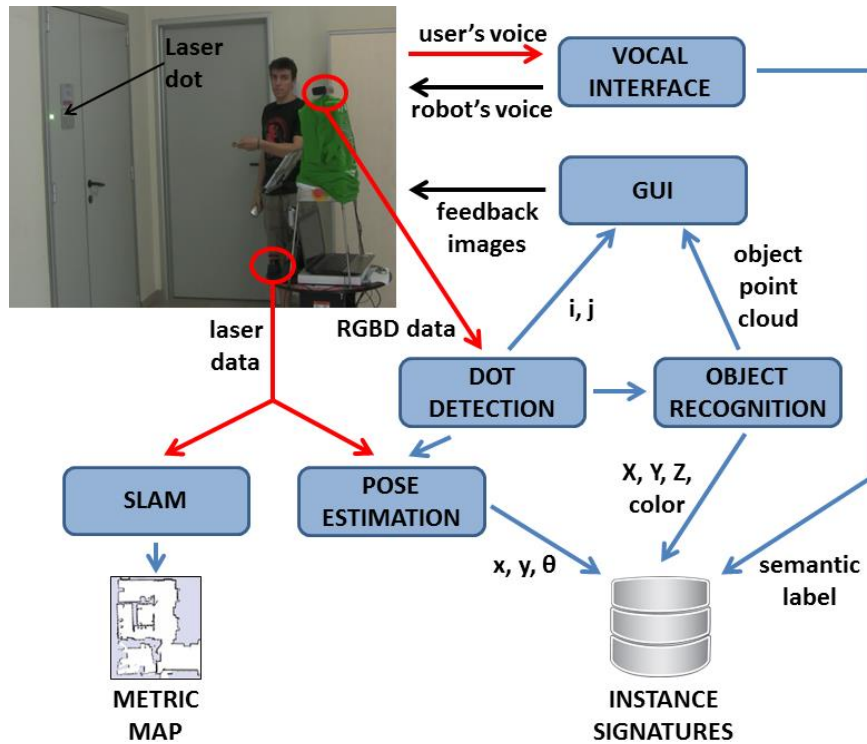 Laser
dot
user's voice
robot's voice
VOCAL
INTERFACE
GUI
feedback
images
object
point
cloud
i, j
laser
data
RGBD data
DOT
DETECTION
OBJECT
RECOGNITION
SLAM
POSE
ESTIMATION
X, Y, Z,
color
x, y, θ
semantic
label
METRIC
MAP
INSTANCE
SIGNATURES